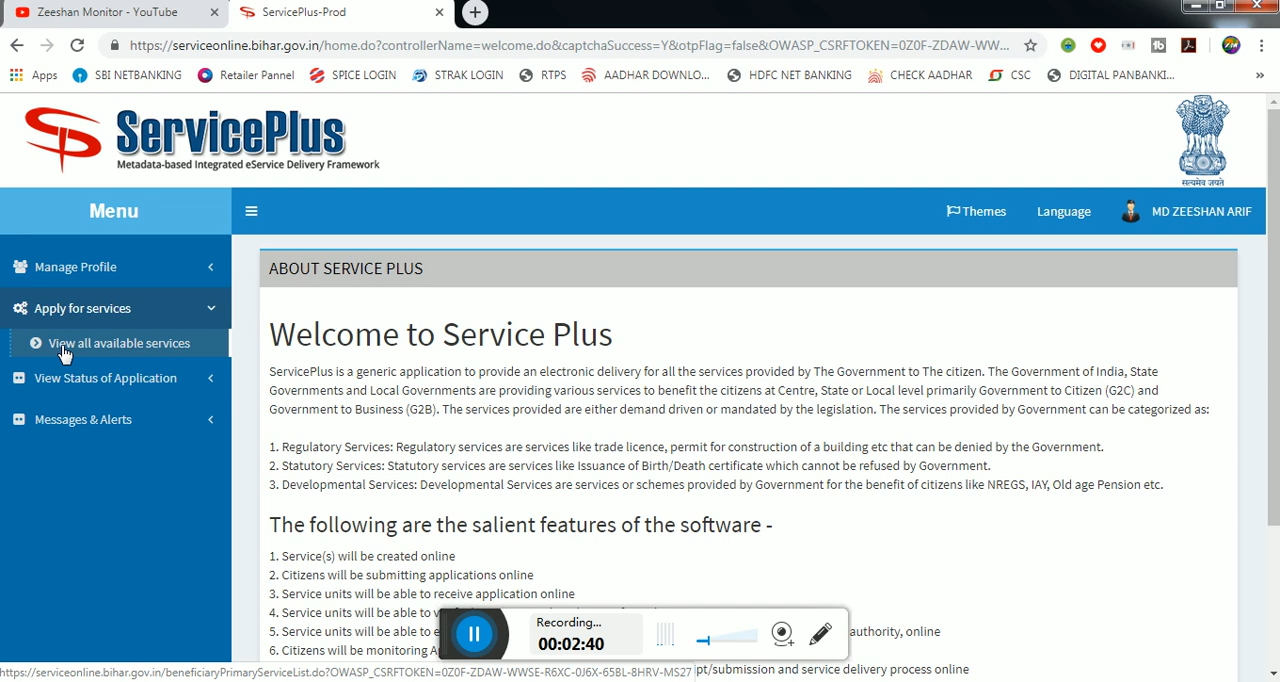 Zeeshan Monitor - YouTube
ServicePlus-Prod
https://serviceonline.bihar.gov.in/home.do?controllerName=welcome.do&captchaSuccess=Y&otpFlag=false&OWASP_CSRFTOKEN=0Z0F-ZDAW-WW...
Apps SBI NETBANKING Retailer Pannel SPICE LOGIN STRAK LOGIN RTPS AADHAR DOWNLO... HDFC NET BANKING CHECK AADHAR CSC DIGITAL PANBANKI... »
ServicePlus
Metadata-based Integrated eService Delivery Framework
सत्यमेव जयते
Menu
Themes Language MD ZEESHAN ARIF
Manage Profile
Apply for services
View all available services
View Status of Application
Messages & Alerts
ABOUT SERVICE PLUS
Welcome to Service Plus
ServicePlus is a generic application to provide an electronic delivery for all the services provided by The Government to The citizen. The Government of India, State
Governments and Local Governments are providing various services to benefit the citizens at Centre, State or Local level primarily Government to Citizen (G2C) and
Government to Business (G2B). The services provided are either demand driven or mandated by the legislation. The services provided by Government can be categorized as:
1. Regulatory Services: Regulatory services are services like trade licence, permit for construction of a building etc that can be denied by the Government.
2. Statutory Services: Statutory services are services like Issuance of Birth/Death certificate which cannot be refused by Government.
3. Developmental Services: Developmental Services are services or schemes provided by Government for the benefit of citizens like NREGS, IAY, Old age Pension etc.
The following are the salient features of the software -
1. Service(s) will be created online
2. Citizens will be submitting applications online
3. Service units will be able to receive application online
4. Service units will be able to
5. Service units will be able to authority, online
6. Citizens will be monitoring
Recording...
00:02:40
https://serviceonline.bihar.gov.in/beneficiaryPrimaryServiceList.do?OWASP_CSRFTOKEN=0Z0F-ZDAW-WWSE-R6XC-0J6X-65BL-8HRV-MS27 pt/submission and service delivery process online